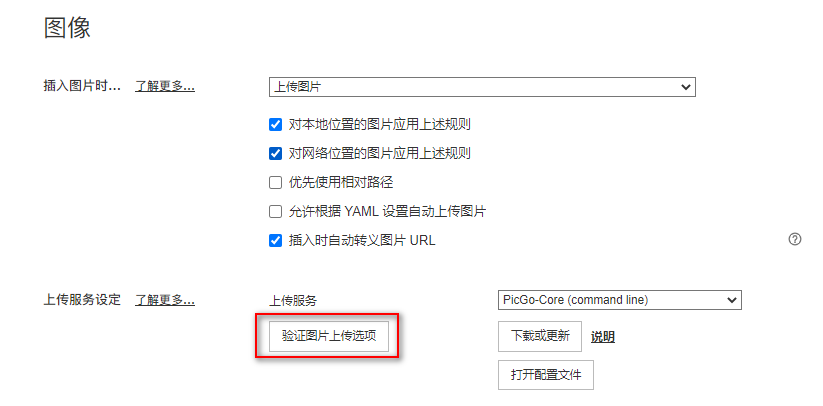 图像
插入图片时... 了解更多... 上传图片
对本地位置的图片应用上述规则
对网络位置的图片应用上述规则
优先使用相对路径
允许根据 YAML 设置自动上传图片
插入时自动转义图片 URL ?
上传服务设定 了解更多... 上传服务 PicGo-Core (command line)
验证图片上传选项 下载或更新 说明
打开配置文件